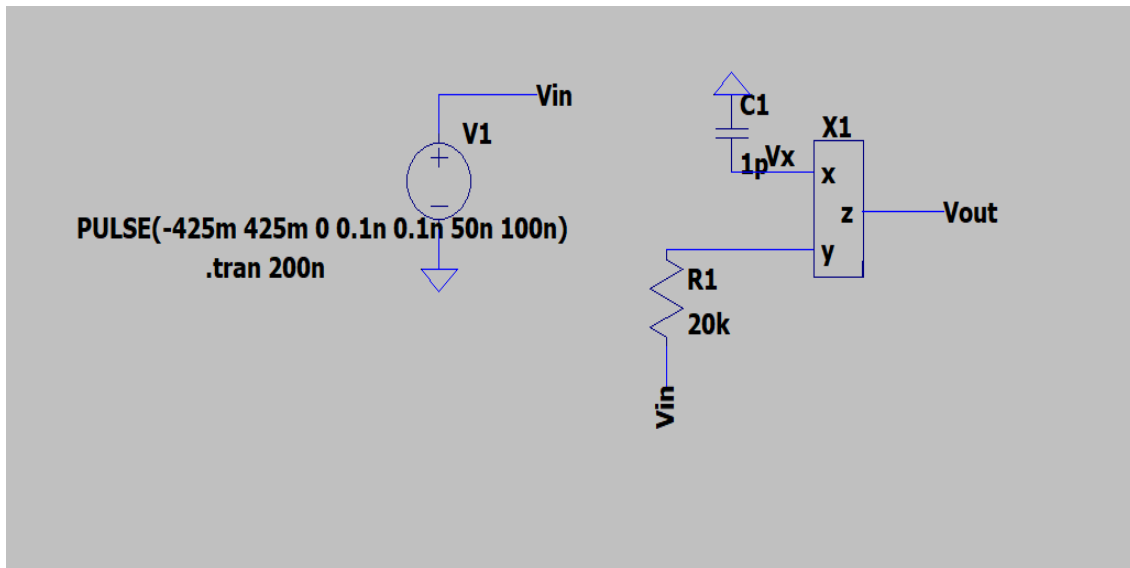 Vin
V1
PULSE(-425m 425m 0 0.1n 0.1n 50n 100n)
.tran 200n
C1
1p
Vx
X1
x
z
y
Vout
R1
20k
Vin